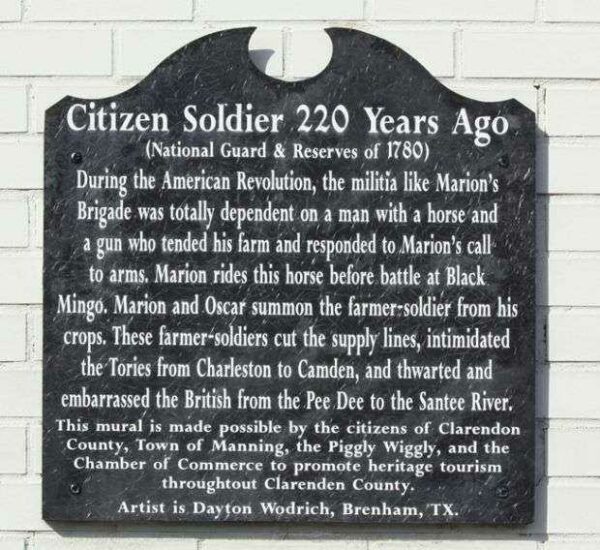 Citizen Soldier 220 Years Ago
(National Guard & Reserves of 1780)
During the American Revolution, the militia like Marion's
Brigade was totally dependent on a man with a horse and
a gun who tended his farm and responded to Marion's call
to arms. Marion rides this horse before battle at Black
Mingo. Marion and Oscar summon the farmer-soldier from his
crops. These farmer-soldiers cut the supply lines, intimidated
the Tories from Charleston to Camden, and thwarted and
embarrassed the British from the Pee Dee to the Santee River.
This mural is made possible by the citizens of Clarendon
County, Town of Manning, the Piggly Wiggly, and the
Chamber of Commerce to promote heritage tourism
throughtout Clarenden County.
Artist is Dayton Wodrich, Brenham, TX.